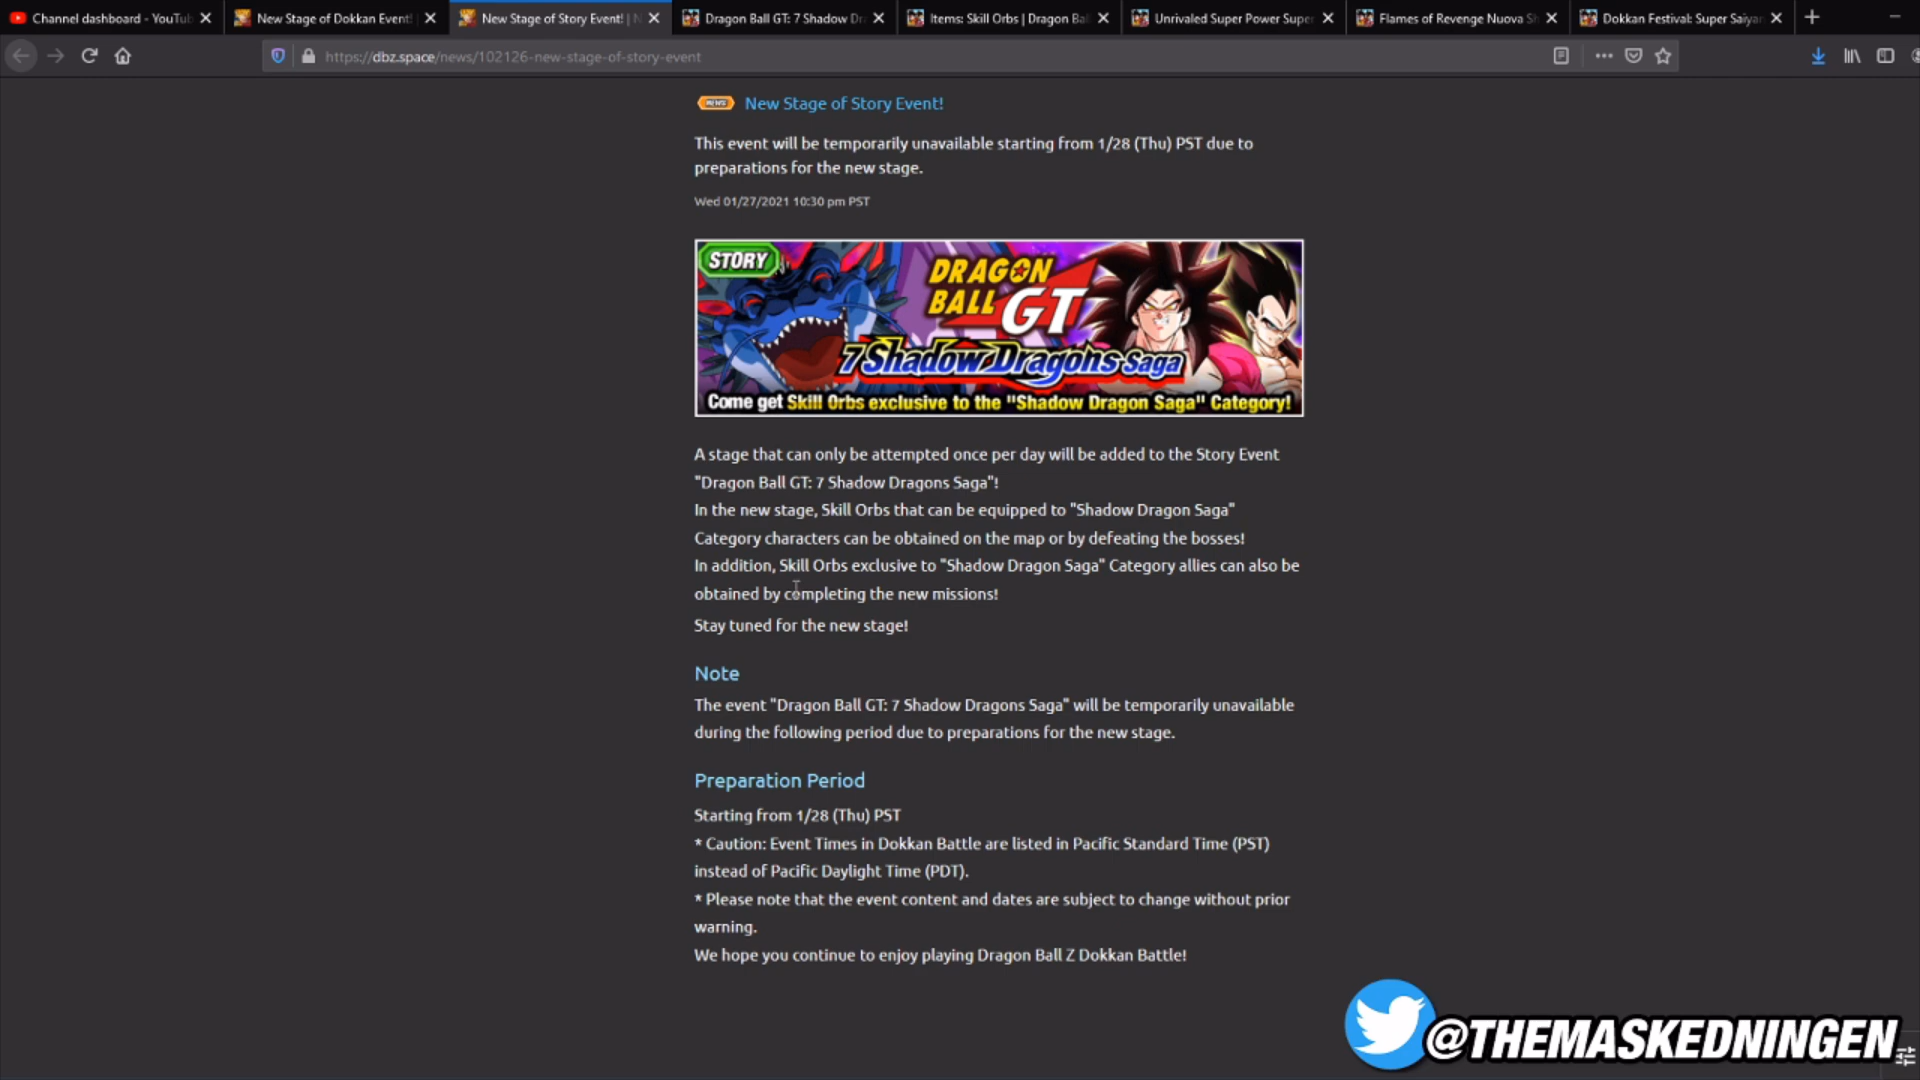 Channel dashboard - YouTub
New Stage of Dokkan Event!
New Stage of Story Event! | N
Dragon Ball GT: 7 Shadow Dr
Items: Skill Orbs | Dragon Bal
Unrivaled Super Power Super
Flames of Revenge Nuova Sh
Dokkan Festival: Super Saiyan
https://dbz.space/news/102126-new-stage-of-story-event
NEWS New Stage of Story Event!
This event will be temporarily unavailable starting from 1/28 (Thu) PST due to
preparations for the new stage.
Wed 01/27/2021 10:30 pm PST
STORY
DRAGON
BALL
GT
7 Shadow Dragons Saga
Come get Skill Orbs exclusive to the "Shadow Dragon Saga" Category!
A stage that can only be attempted once per day will be added to the Story Event
"Dragon Ball GT: 7 Shadow Dragons Saga"!
In the new stage, Skill Orbs that can be equipped to "Shadow Dragon Saga"
Category characters can be obtained on the map or by defeating the bosses!
In addition, Skill Orbs exclusive to "Shadow Dragon Saga" Category allies can also be
obtained by completing the new missions!
Stay tuned for the new stage!
Note
The event "Dragon Ball GT: 7 Shadow Dragons Saga" will be temporarily unavailable
during the following period due to preparations for the new stage.
Preparation Period
Starting from 1/28 (Thu) PST
* Caution: Event Times in Dokkan Battle are listed in Pacific Standard Time (PST)
instead of Pacific Daylight Time (PDT).
* Please note that the event content and dates are subject to change without prior
warning.
We hope you continue to enjoy playing Dragon Ball Z Dokkan Battle!
@THEMASKEDNINGEN